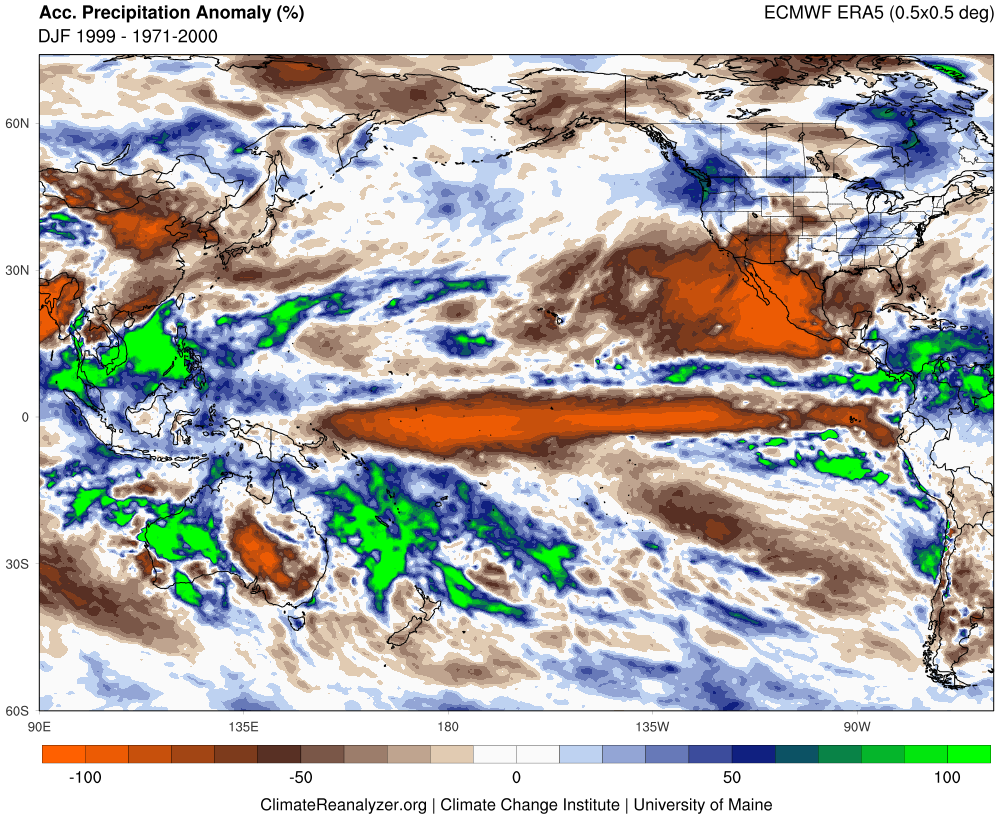 Acc. Precipitation Anomaly (%)
ECMWF ERA5 (0.5x0.5 deg)
DJF 1999 - 1971-2000
60N
30N
0
30S
60S
90E 135E 180 135W 90W
-100 -50 0 50 100
ClimateReanalyzer.org | Climate Change Institute | University of Maine